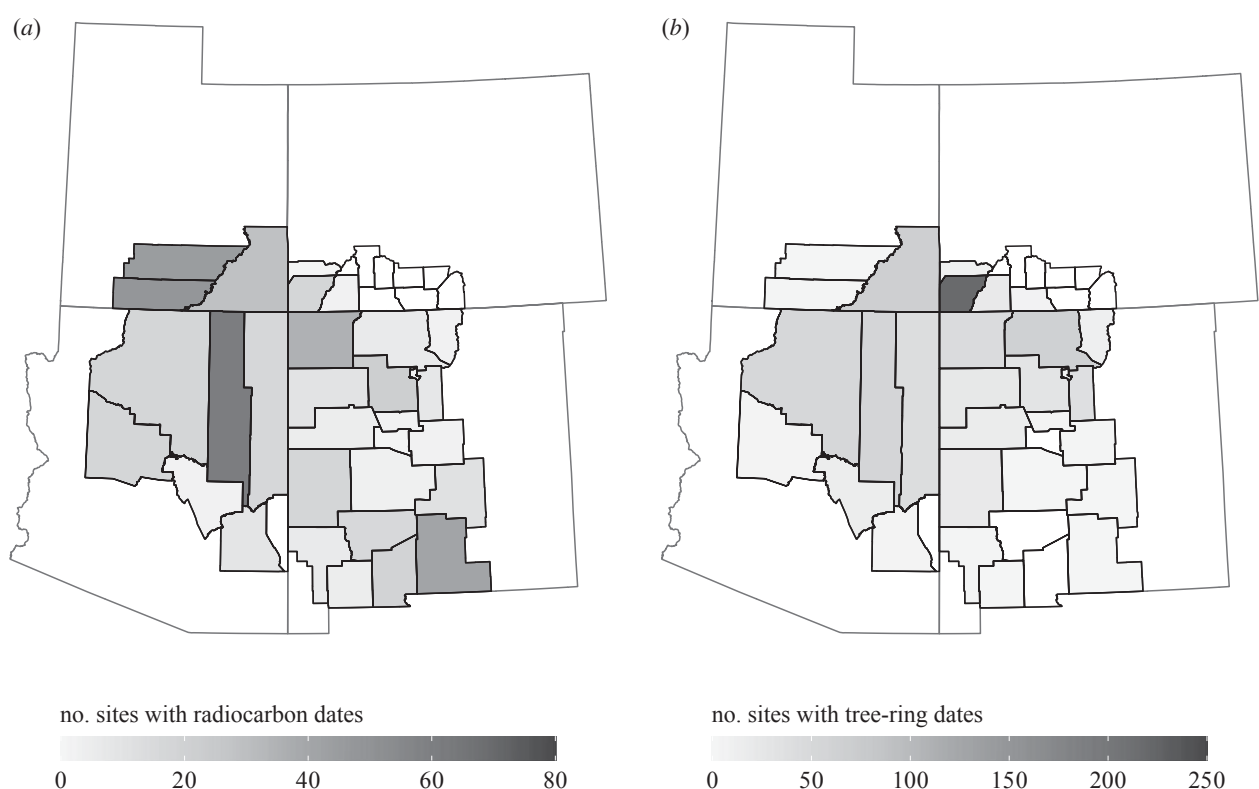 (a)
(b)
no. sites with radiocarbon dates
0 20 40 60 80
no. sites with tree-ring dates
0 50 100 150 200 250